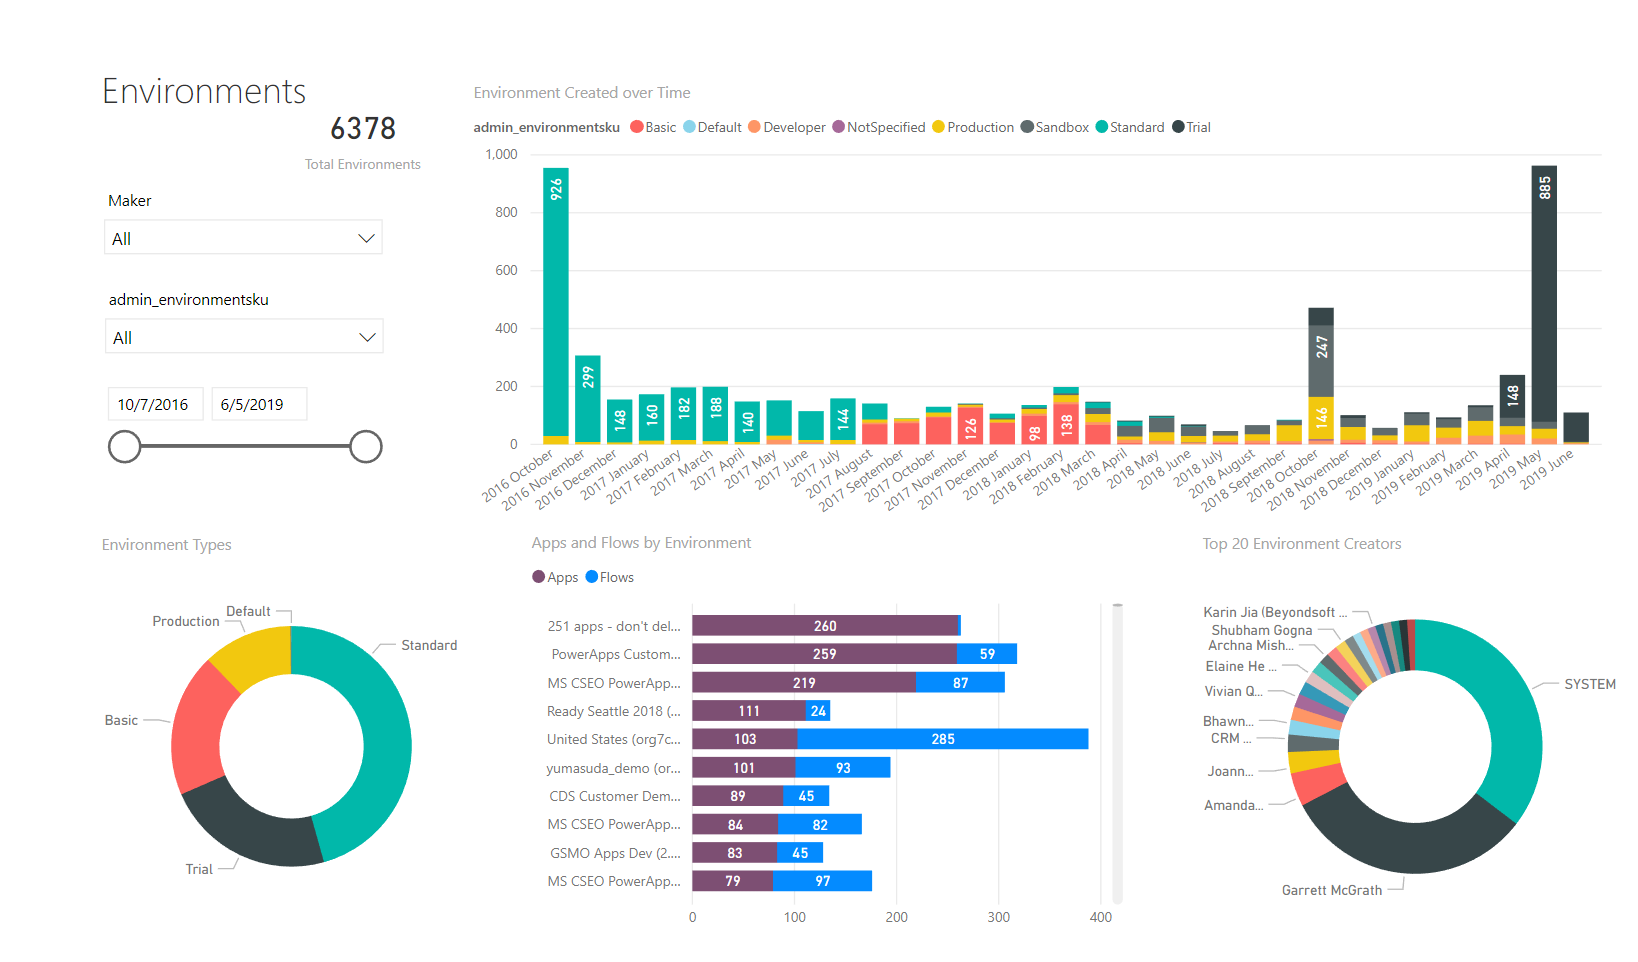 Environments
6378
Total Environments
Maker
All
admin_environmentsku
All
10/7/2016 6/5/2019
Environment Created over Time
admin_environmentsku Basic Default Developer NotSpecified Production Sandbox Standard Trial
1,000
800
600
400
200
0
926
299
148
160
182
188
140
144
126
98
138
247
146
148
885
2016 October
2016 November
2016 December
2017 January
2017 February
2017 March
2017 April
2017 May
2017 June
2017 July
2017 August
2017 September
2017 October
2017 November
2017 December
2018 January
2018 February
2018 March
2018 April
2018 May
2018 June
2018 July
2018 August
2018 September
2018 October
2018 November
2018 December
2019 January
2019 February
2019 March
2019 April
2019 May
2019 June
Environment Types
Default
Production
Standard
Basic
Trial
Apps and Flows by Environment
Apps Flows
251 apps - don't del... 260
PowerApps Custom... 259 59
MS CSEO PowerApp... 219 87
Ready Seattle 2018 (... 111 24
United States (org7c... 103 285
yumasuda_demo (or... 101 93
CDS Customer Dem... 89 45
MS CSEO PowerApp... 84 82
GSMO Apps Dev (2.... 83 45
MS CSEO PowerApp... 79 97
0 100 200 300 400
Top 20 Environment Creators
Karin Jia (Beyondsoft ...
Shubham Gogna
Archna Mish...
Elaine He ...
Vivian Q...
Bhawn...
CRM ...
Joann...
Amanda...
Garrett McGrath
SYSTEM